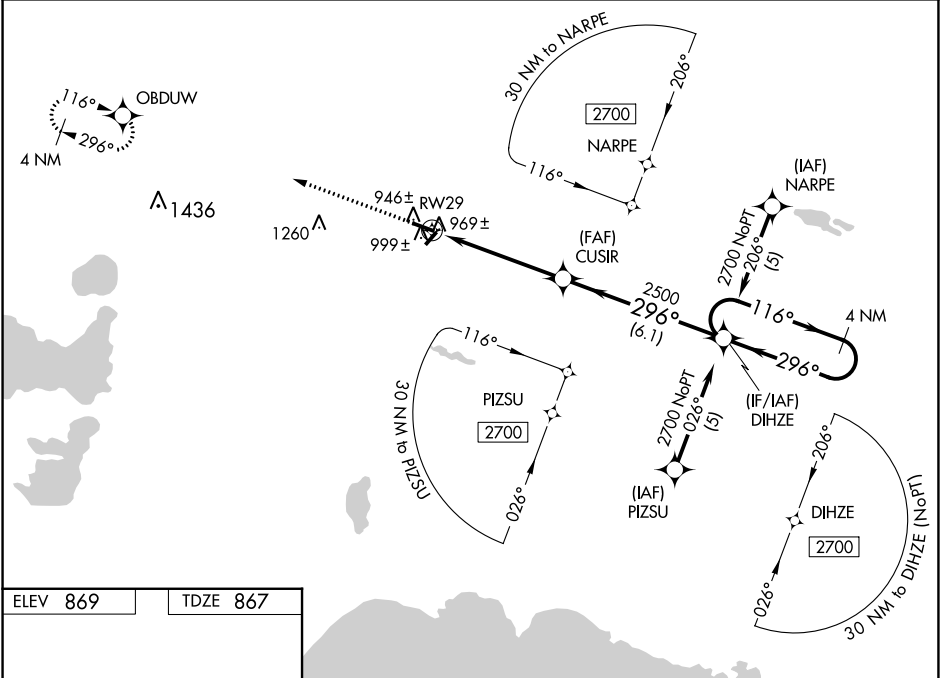 30 NM to NARPE
206°
2700
NARPE
116°
116°
OBDUW
296°
4 NM
1436
1260
946±
RW29
969±
999±
(FAF)
CUSIR
(IAF)
NARPE
2700 NoPT
206°
(5)
2500
296°
(6.1)
116°
4 NM
296°
(IF/IAF)
DIHZE
2700 NoPT
026°
(5)
(IAF)
PIZSU
116°
PIZSU
2700
30 NM to PIZSU
026°
206°
DIHZE
2700
026°
30 NM to DIHZE (NoPT)
ELEV 869
TDZE 867